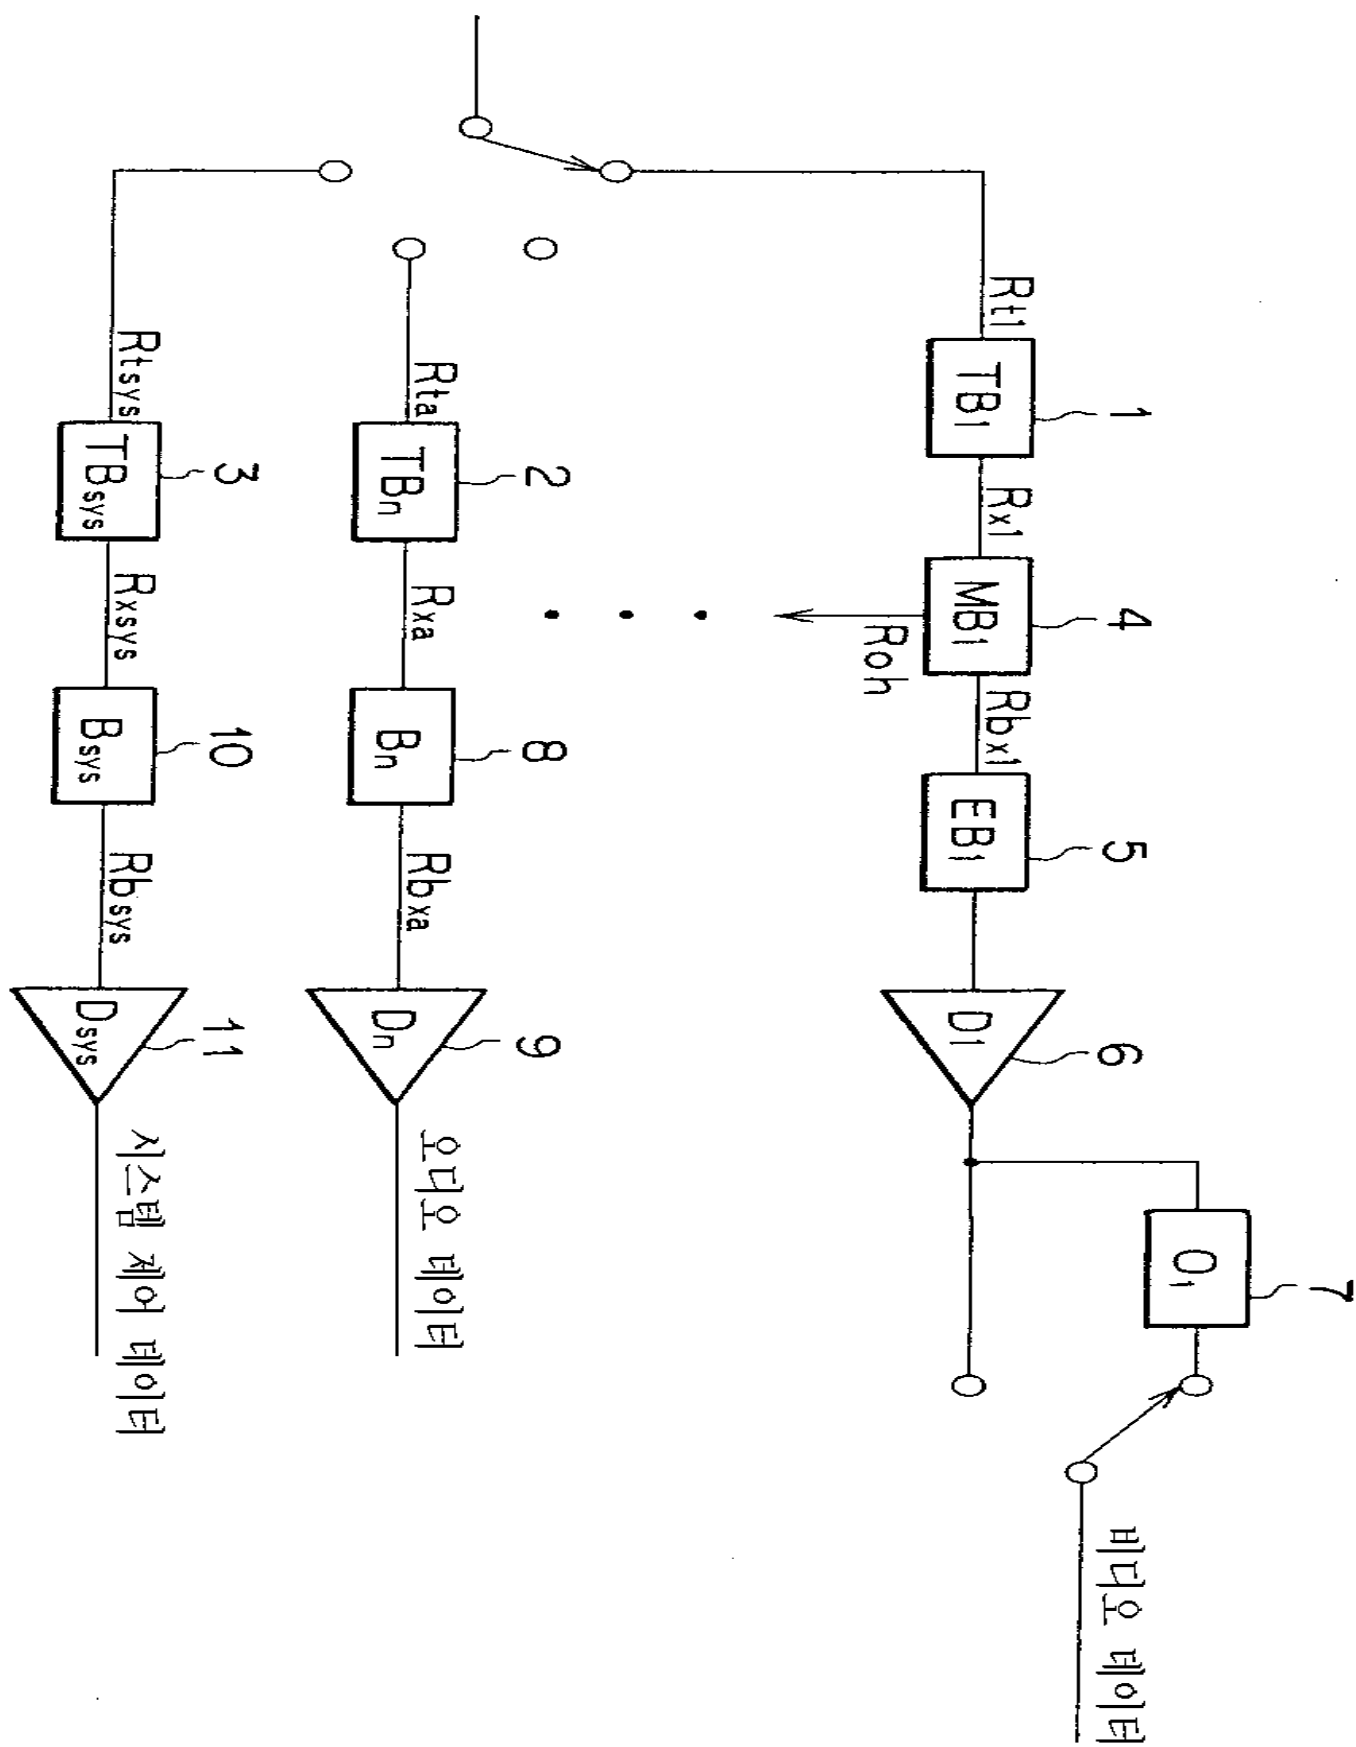 Rt1
TB1
1
Rx1
MB1
4
Roh
Rbx1
EB1
5
D1
6
O1
7
비디오 데이터
Rta
TBn
2
Rxa
Bn
8
Rbxa
Dn
9
오디오 데이터
Rtsys
TBsys
3
Rxsys
Bsys
10
Rbsys
Dsys
11
시스템 제어 데이터